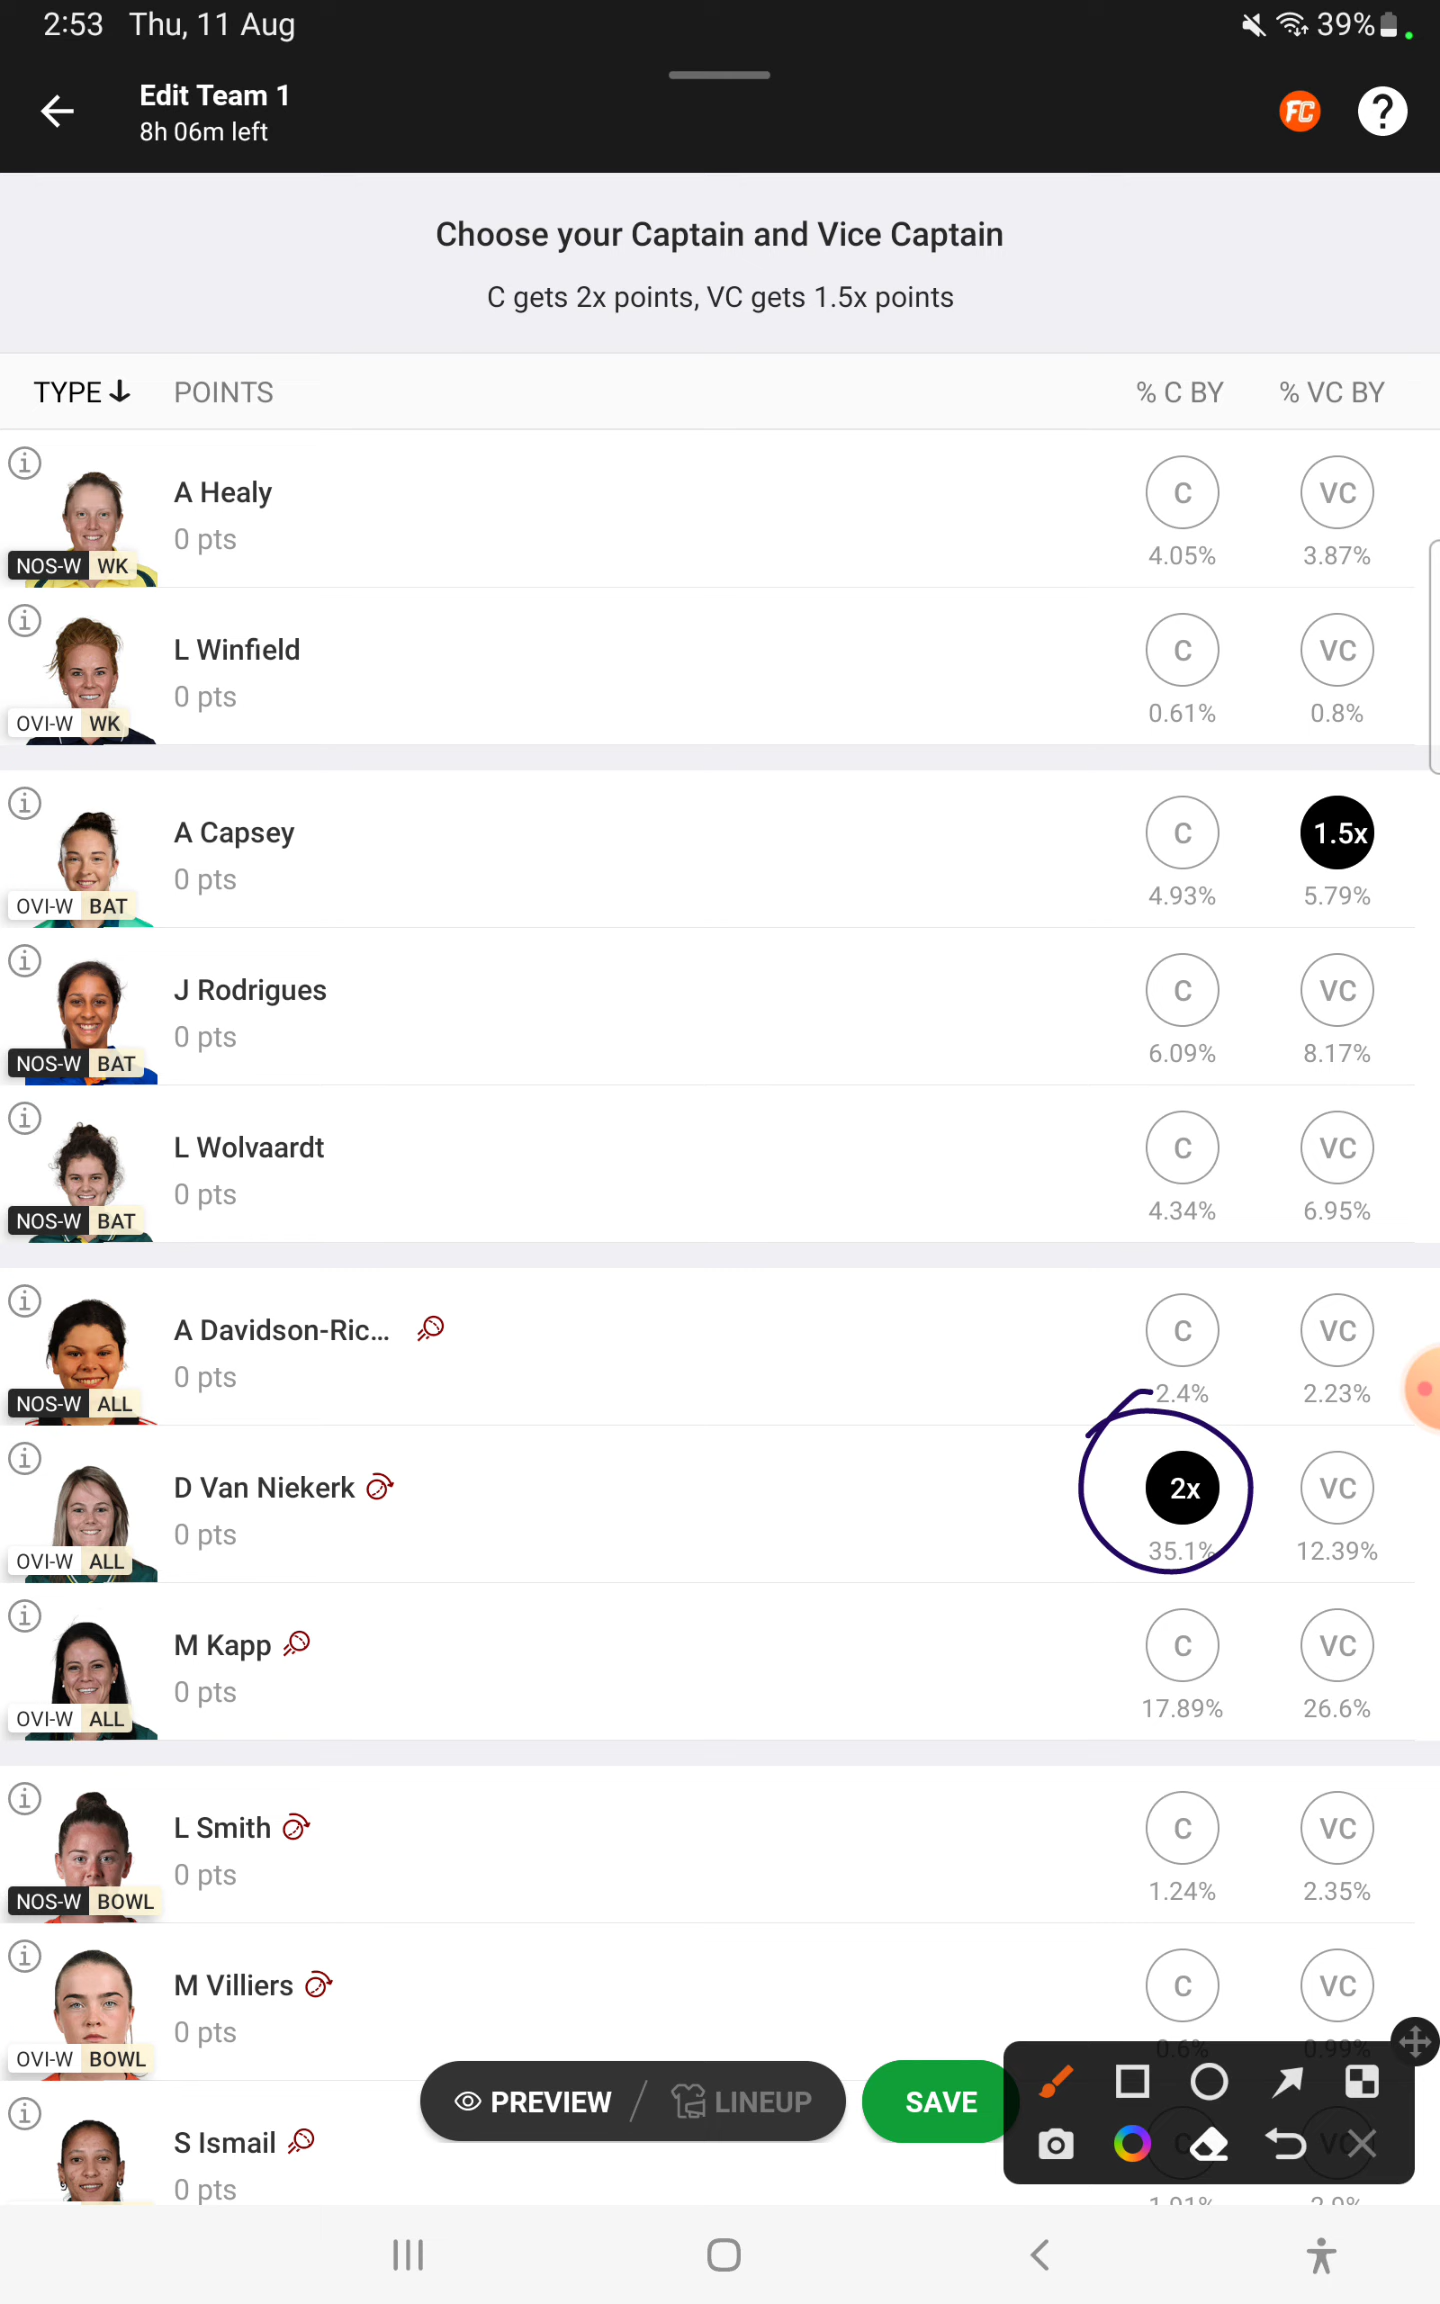 2:53 Thu, 11 Aug 39%
Edit Team 1
8h 06m left
FC ?
Choose your Captain and Vice Captain
C gets 2x points, VC gets 1.5x points
TYPE POINTS % C BY % VC BY
A Healy C VC
0 pts 4.05% 3.87%
NOS-W WK
L Winfield C VC
0 pts 0.61% 0.8%
OVI-W WK
A Capsey C 1.5x
0 pts 4.93% 5.79%
OVI-W BAT
J Rodrigues C VC
0 pts 6.09% 8.17%
NOS-W BAT
L Wolvaardt C VC
0 pts 4.34% 6.95%
NOS-W BAT
A Davidson-Ric... C VC
0 pts 2.4% 2.23%
NOS-W ALL
D Van Niekerk 2x VC
0 pts 35.1% 12.39%
OVI-W ALL
M Kapp C VC
0 pts 17.89% 26.6%
OVI-W ALL
L Smith C VC
0 pts 1.24% 2.35%
NOS-W BOWL
M Villiers C VC
0 pts 0.6% 0.99%
OVI-W BOWL
PREVIEW LINEUP SAVE
S Ismail C VC
0 pts